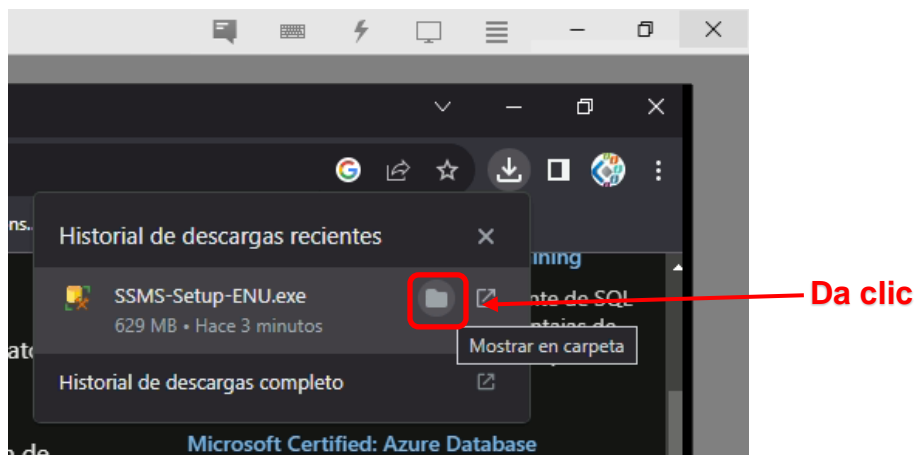 ns..
Historial de descargas recientes
ining
SSMS-Setup-ENU.exe
nte de SQL
Da clic
629 MB • Hace 3 minutos
ntajas de
Mostrar en carpeta
ato
Historial de descargas completo
Microsoft Certified: Azure Database
o de